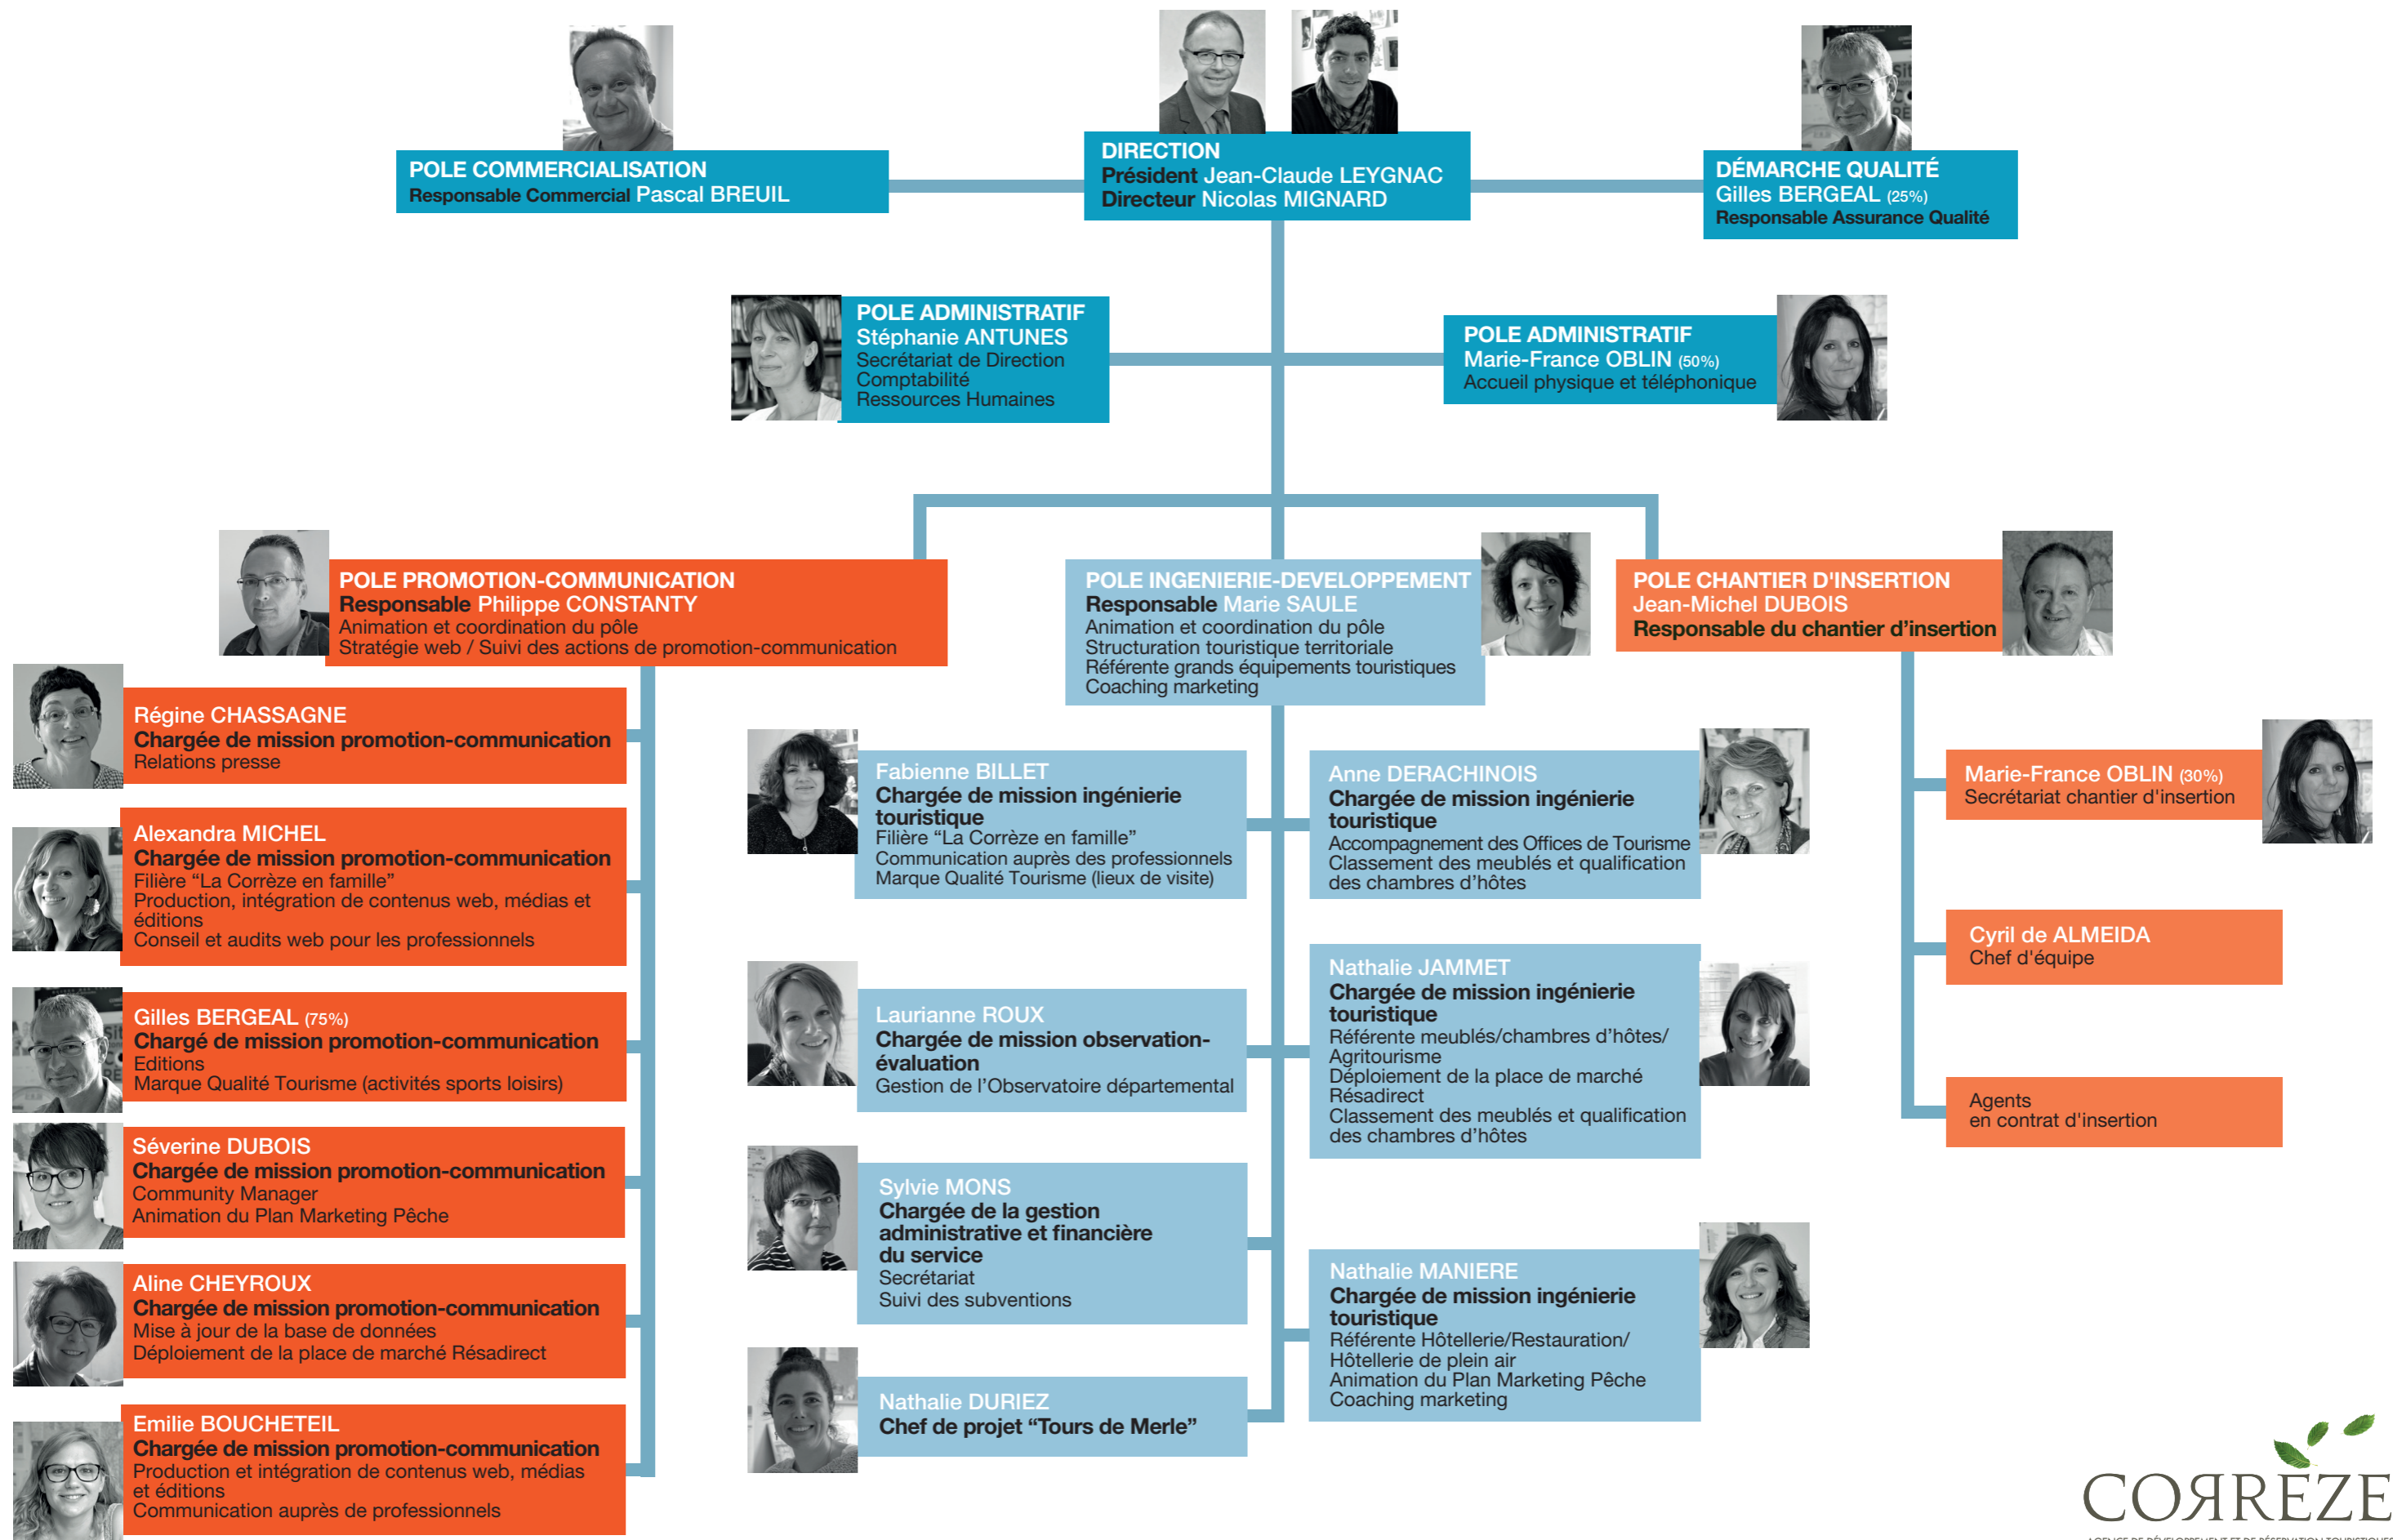 POLE COMMERCIALISATION
Responsable Commercial Pascal BREUIL
DIRECTION
Président Jean-Claude LEYGNAC
Directeur Nicolas MIGNARD
DÉMARCHE QUALITÉ
Gilles BERGEAL (25%)
Responsable Assurance Qualité
POLE ADMINISTRATIF
Stéphanie ANTUNES
Secrétariat de Direction
Comptabilité
Ressources Humaines
POLE ADMINISTRATIF
Marie-France OBLIN (50%)
Accueil physique et téléphonique
POLE PROMOTION-COMMUNICATION
Responsable Philippe CONSTANTY
Animation et coordination du pôle
Stratégie web / Suivi des actions de promotion-communication
POLE INGENIERIE-DEVELOPPEMENT
Responsable Marie SAULE
Animation et coordination du pôle
Structuration touristique territoriale
Référente grands équipements touristiques
Coaching marketing
POLE CHANTIER D'INSERTION
Jean-Michel DUBOIS
Responsable du chantier d’insertion
Régine CHASSAGNE
Chargée de mission promotion-communication
Relations presse
Alexandra MICHEL
Chargée de mission promotion-communication
Filière “La Corrèze en famille”
Production, intégration de contenus web, médias et
éditions
Conseil et audits web pour les professionnels
Gilles BERGEAL (75%)
Chargé de mission promotion-communication
Editions
Marque Qualité Tourisme (activités sports loisirs)
Séverine DUBOIS
Chargée de mission promotion-communication
Community Manager
Animation du Plan Marketing Pêche
Aline CHEYROUX
Chargée de mission promotion-communication
Mise à jour de la base de données
Déploiement de la place de marché Résadirect
Emilie BOUCHETEIL
Chargée de mission promotion-communication
Production et intégration de contenus web, médias
et éditions
Communication auprès de professionnels
Fabienne BILLET
Chargée de mission ingénierie
touristique
Filière “La Corrèze en famille”
Communication auprès des professionnels
Marque Qualité Tourisme (lieux de visite)
Laurianne ROUX
Chargée de mission observation-
évaluation
Gestion de l’Observatoire départemental
Sylvie MONS
Chargée de la gestion
administrative et financière
du service
Secrétariat
Suivi des subventions
Nathalie DURIEZ
Chef de projet “Tours de Merle”
Anne DERACHINOIS
Chargée de mission ingénierie
touristique
Accompagnement des Offices de Tourisme
Classement des meublés et qualification
des chambres d’hôtes
Nathalie JAMMET
Chargée de mission ingénierie
touristique
Référente meublés/chambres d’hôtes/
Agritourisme
Déploiement de la place de marché
Résadirect
Classement des meublés et qualification
des chambres d’hôtes
Nathalie MANIERE
Chargée de mission ingénierie
touristique
Référente Hôtellerie/Restauration/
Hôtellerie de plein air
Animation du Plan Marketing Pêche
Coaching marketing
Marie-France OBLIN (30%)
Secrétariat chantier d'insertion
Cyril de ALMEIDA
Chef d'équipe
Agents
en contrat d'insertion
CORRÈZE
AGENCE DE DÉVELOPPEMENT ET DE RÉSERVATION TOURISTIQUES